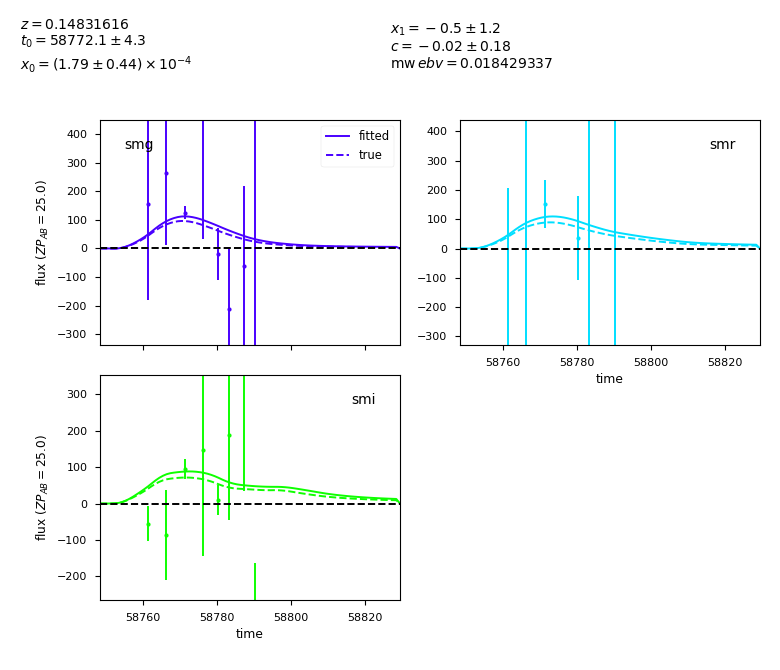 z = 0.14831616
t₀ = 58772.1 ± 4.3
x₀ = (1.79 ± 0.44) × 10⁻⁴
x₁ = −0.5 ± 1.2
c = −0.02 ± 0.18
mw ebv = 0.018429337
smg
fitted
true
400
300
200
100
0
−100
−200
−300
flux (ZP_AB = 25.0)
smr
400
300
200
100
0
−100
−200
−300
58760 58780 58800 58820
time
smi
300
200
100
0
−100
−200
flux (ZP_AB = 25.0)
58760 58780 58800 58820
time